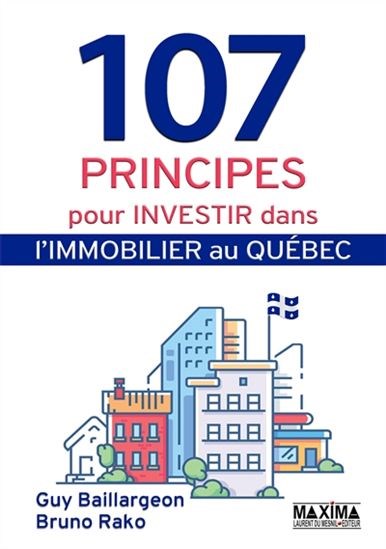 107
PRINCIPES
pour INVESTIR dans
l'IMMOBILIER au QUÉBEC
Guy Baillargeon
Bruno Rako
MAXIMA
LAURENT DU MESNIL-ÉDITEUR